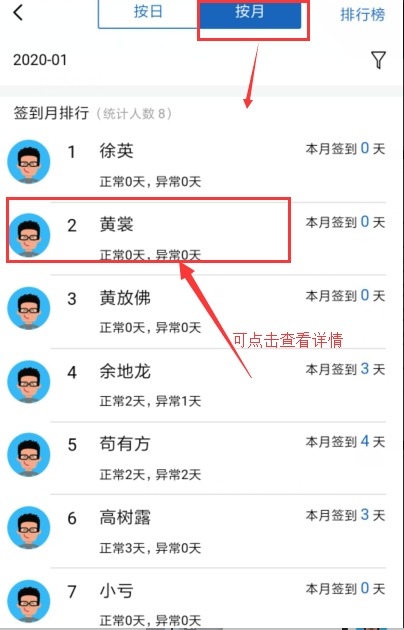 按日 按月 排行榜
2020-01
签到月排行（统计人数 8）
1 徐英 本月签到 0 天
正常0天，异常0天
2 黄裳 本月签到 0 天
正常0天，异常0天
3 黄放佛 本月签到 0 天
正常0天，异常0天
可点击查看详情
4 余地龙 本月签到 3 天
正常2天，异常1天
5 苟有方 本月签到 4 天
正常2天，异常2天
6 高树露 本月签到 3 天
正常3天，异常0天
7 小亏 本月签到 0 天
正常0天，异常0天